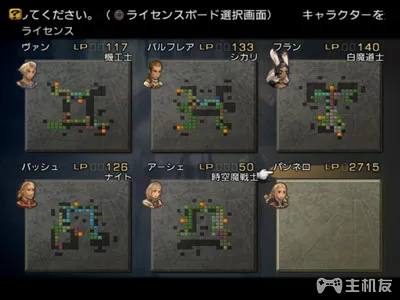 してください。（◎ライセンスボード選択画面）　キャラクターを
ライセンス
ヴァン LP 117
機工士
バルフレア LP 133
シカリ
フラン LP 140
白魔道士
バッシュ LP 126
ナイト
アーシェ LP 50
時空魔戦士
パンネロ LP 2715
主机友